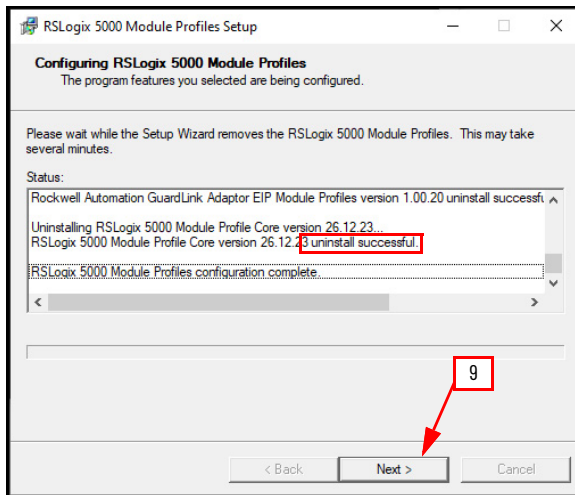 RSLogix 5000 Module Profiles Setup
Configuring RSLogix 5000 Module Profiles
The program features you selected are being configured.
Please wait while the Setup Wizard removes the RSLogix 5000 Module Profiles. This may take
several minutes.
Status:
Rockwell Automation GuardLink Adaptor EIP Module Profiles version 1.00.20 uninstall successfu
Uninstalling RSLogix 5000 Module Profile Core version 26.12.23...
RSLogix 5000 Module Profile Core version 26.12.23 uninstall successful.
RSLogix 5000 Module Profiles configuration complete.
9
< Back
Next >
Cancel